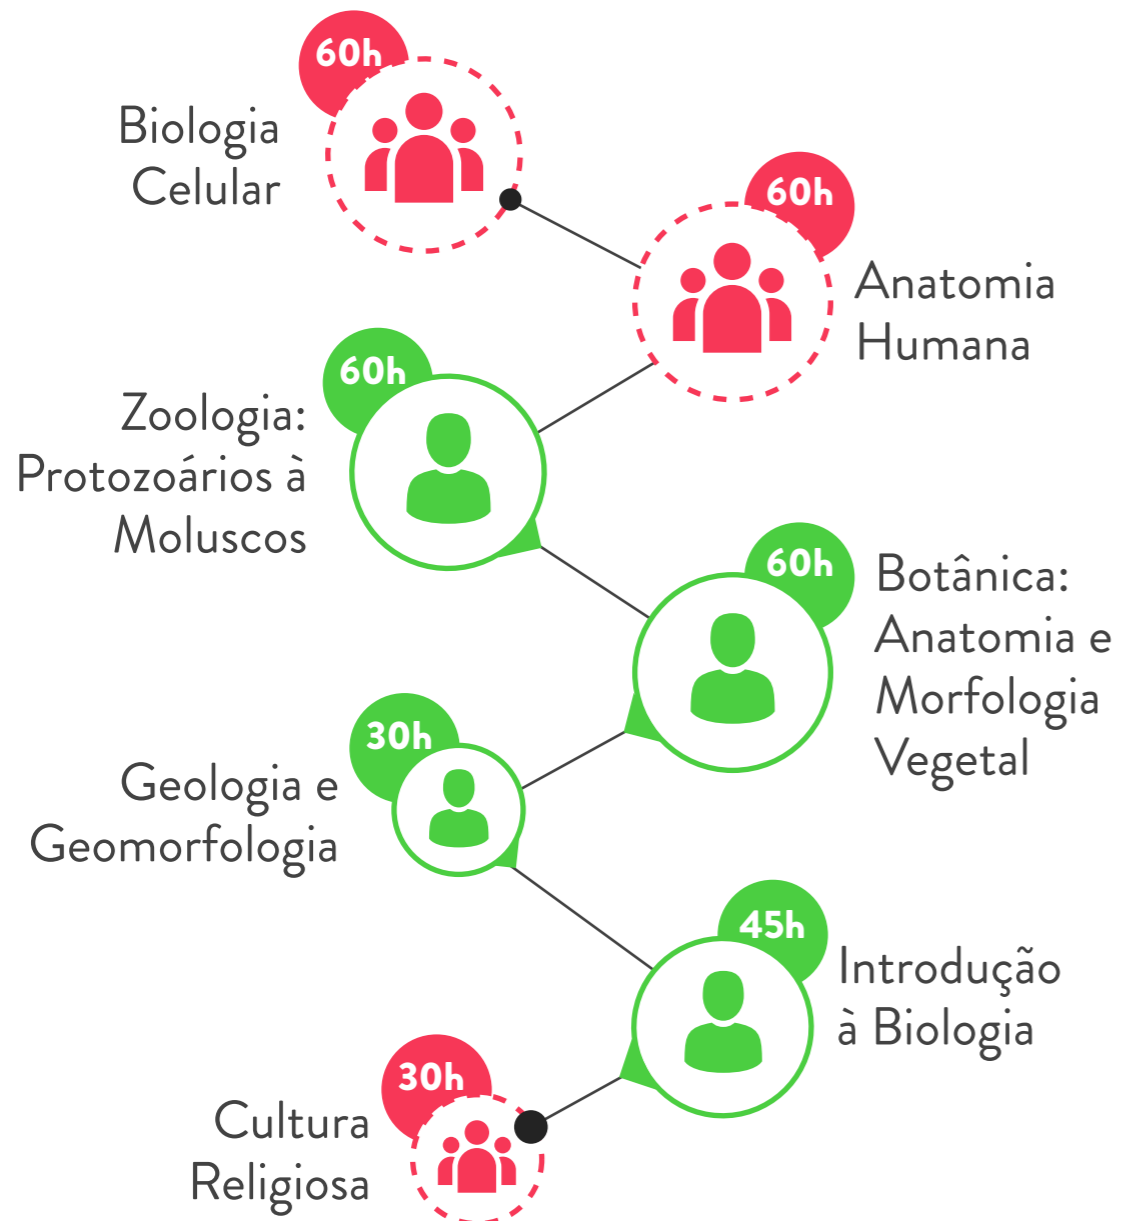 60h
Biologia
Celular
60h
Anatomia
Humana
60h
Zoologia:
Protozoários à
Moluscos
60h
Botânica:
Anatomia e
Morfologia
Vegetal
30h
Geologia e
Geomorfologia
45h
Introdução
à Biologia
30h
Cultura
Religiosa